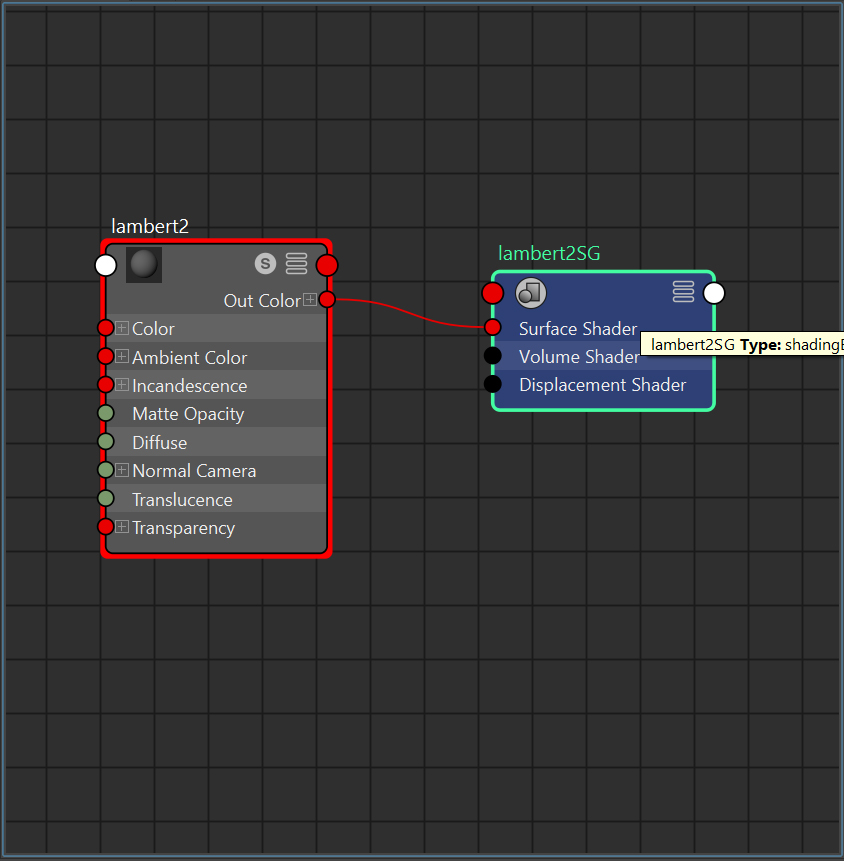 lambert2
S
Out Color
Color
Ambient Color
Incandescence
Matte Opacity
Diffuse
Normal Camera
Translucence
Transparency
lambert2SG
Surface Shader
Volume Shader
Displacement Shader
lambert2SG Type: shading